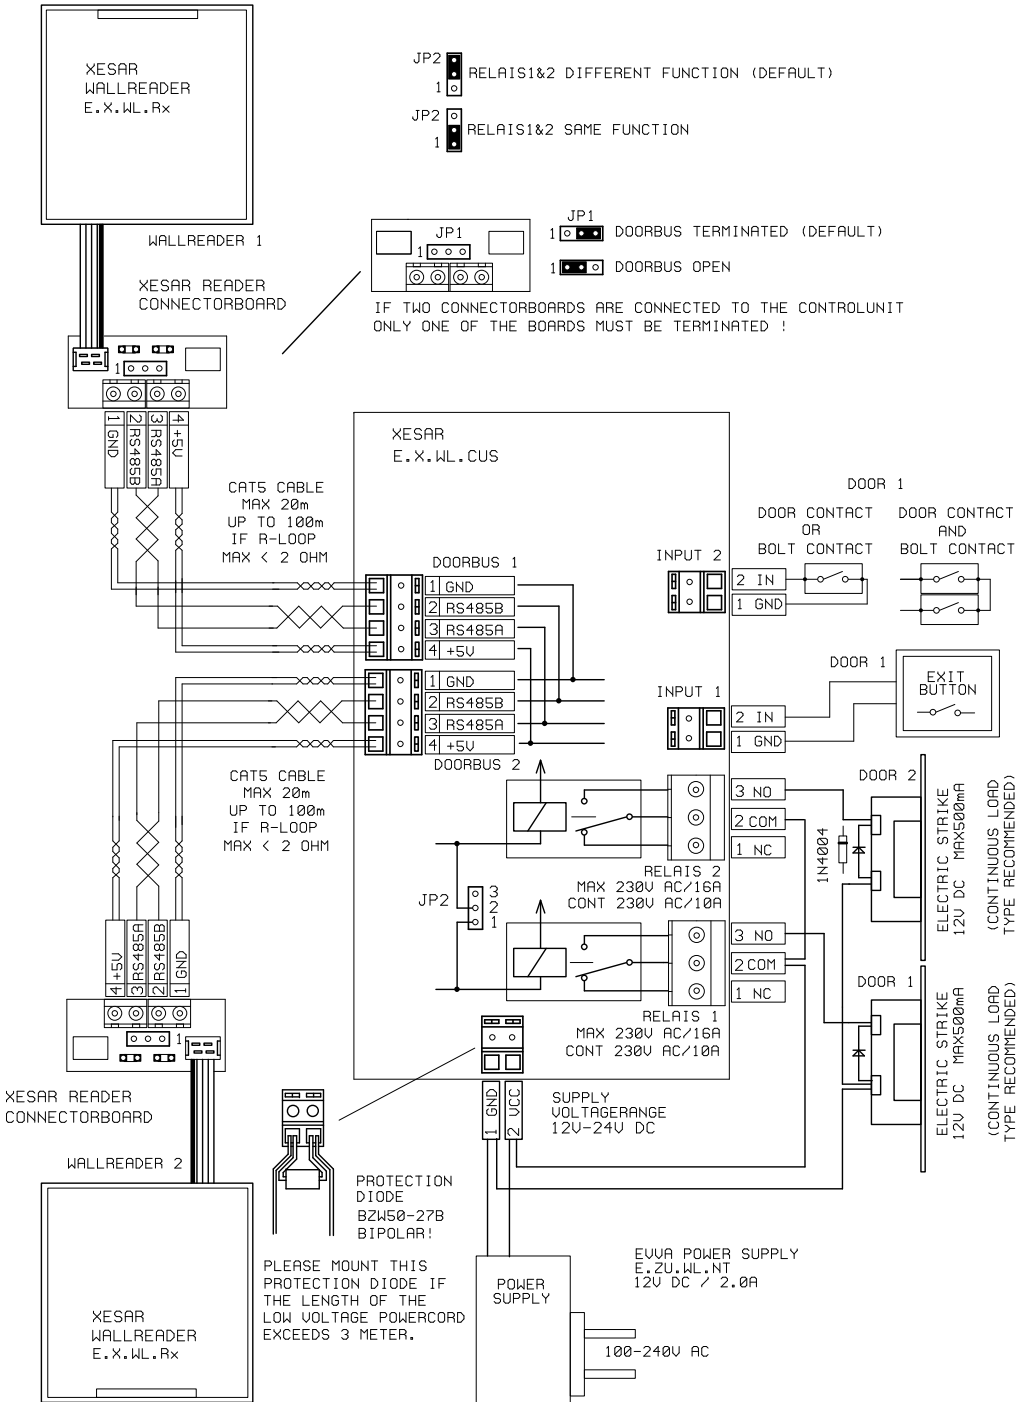 XESAR
WALLREADER
E.X.WL.Rx
JP2
1
RELAIS1&2 DIFFERENT FUNCTION (DEFAULT)
JP2
1
RELAIS1&2 SAME FUNCTION
WALLREADER 1
XESAR READER
CONNECTORBOARD
JP1
1
JP1
1
DOORBUS TERMINATED (DEFAULT)
1
DOORBUS OPEN
IF TWO CONNECTORBOARDS ARE CONNECTED TO THE CONTROLUNIT
ONLY ONE OF THE BOARDS MUST BE TERMINATED !
1
1 GND
2 RS485B
3 RS485A
4 +5V
CAT5 CABLE
MAX 20m
UP TO 100m
IF R-LOOP
MAX < 2 OHM
XESAR
E.X.WL.CUS
DOORBUS 1
1 GND
2 RS485B
3 RS485A
4 +5V
1 GND
2 RS485B
3 RS485A
4 +5V
DOORBUS 2
INPUT 2
2 IN
1 GND
DOOR 1
DOOR CONTACT
OR
BOLT CONTACT
DOOR CONTACT
AND
BOLT CONTACT
INPUT 1
2 IN
1 GND
DOOR 1
EXIT
BUTTON
CAT5 CABLE
MAX 20m
UP TO 100m
IF R-LOOP
MAX < 2 OHM
3 NO
2 COM
1 NC
RELAIS 2
MAX 230V AC/16A
CONT 230V AC/10A
JP2
3
2
1
3 NO
2 COM
1 NC
RELAIS 1
MAX 230V AC/16A
CONT 230V AC/10A
DOOR 2
1N4004
ELECTRIC STRIKE
12V DC MAX500mA
(CONTINUOUS LOAD
TYPE RECOMMENDED)
DOOR 1
ELECTRIC STRIKE
12V DC MAX500mA
(CONTINUOUS LOAD
TYPE RECOMMENDED)
4 +5V
3 RS485A
2 RS485B
1 GND
1
XESAR READER
CONNECTORBOARD
WALLREADER 2
XESAR
WALLREADER
E.X.WL.Rx
1 GND
2 VCC
SUPPLY
VOLTAGERANGE
12V-24V DC
PROTECTION
DIODE
BZW50-27B
BIPOLAR!
PLEASE MOUNT THIS
PROTECTION DIODE IF
THE LENGTH OF THE
LOW VOLTAGE POWERCORD
EXCEEDS 3 METER.
POWER
SUPPLY
EVVA POWER SUPPLY
E.ZU.WL.NT
12V DC / 2.0A
100-240V AC